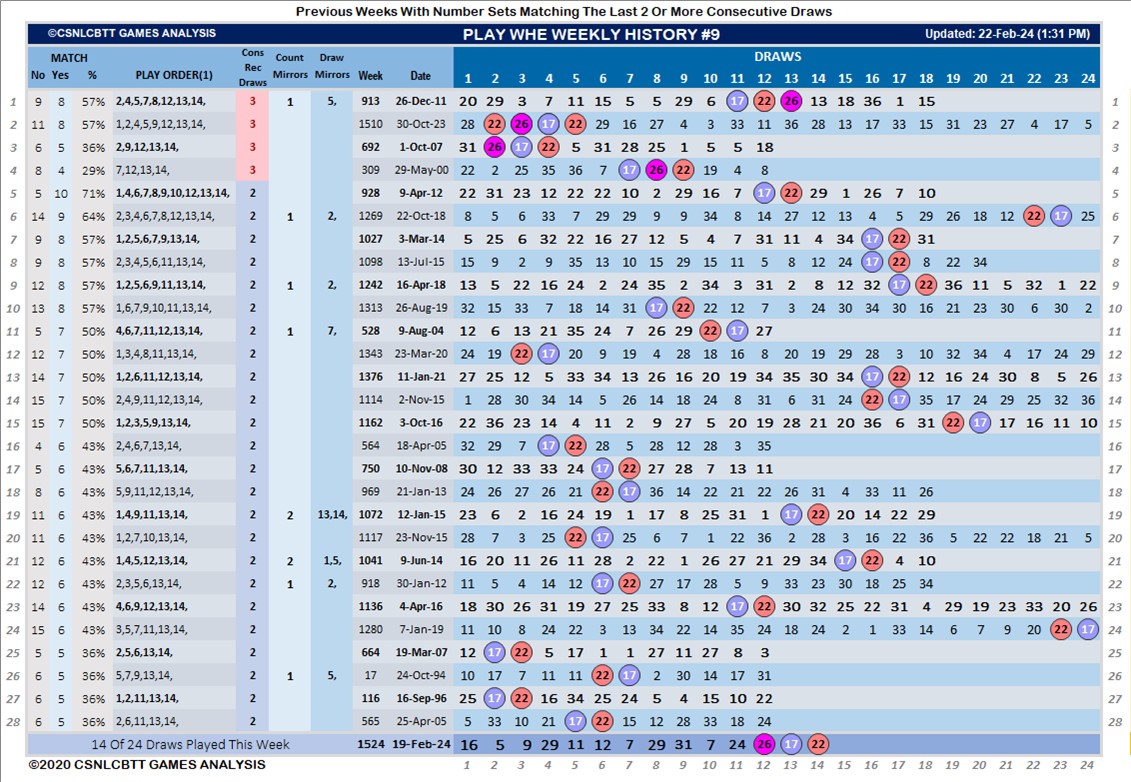 Previous Weeks With Number Sets Matching The Last 2 Or More Consecutive Draws
©CSNLCBTT GAMES ANALYSIS PLAY WHE WEEKLY HISTORY #9 Updated: 22-Feb-24 (1:31 PM)
MATCH Cons Rec Draws Count Mirrors Draw Mirrors DRAWS
No Yes % PLAY ORDER(1) Week Date 1 2 3 4 5 6 7 8 9 10 11 12 13 14 15 16 17 18 19 20 21 22 23 24
1 9 8 57% 2,4,5,7,8,12,13,14, 3 1 5, 913 26-Dec-11 20 29 3 7 11 15 5 5 29 6 17 22 26 13 18 36 1 15 1
2 11 8 57% 1,2,4,5,9,12,13,14, 3 1510 30-Oct-23 28 22 26 17 22 29 16 27 4 3 33 11 36 28 13 17 33 15 20 23 27 4 17 5 2
3 6 5 36% 2,9,12,13,14, 3 692 1-Oct-07 31 26 17 22 5 31 28 25 1 5 5 18 3
4 8 4 29% 7,12,13,14, 3 309 29-May-00 22 2 25 35 36 7 17 26 22 19 4 8 4
5 5 10 71% 1,4,6,7,8,9,10,12,13,14, 2 928 9-Apr-12 22 31 23 12 22 22 10 2 29 16 7 17 22 29 1 26 7 10 5
6 14 9 64% 2,3,4,6,7,8,12,13,14, 2 1 2, 1269 22-Oct-18 8 5 6 33 7 29 29 9 9 34 8 14 27 12 13 4 5 29 26 18 12 22 17 25 6
7 9 8 57% 1,2,5,6,7,9,13,14, 2 1027 3-Mar-14 5 25 6 32 22 16 27 12 5 4 7 31 11 4 34 17 22 31 7
8 9 8 57% 2,3,4,5,6,11,13,14, 2 1098 13-Jul-15 15 9 2 9 35 13 10 15 29 15 11 5 8 12 24 17 22 8 22 34 8
9 12 8 57% 1,2,5,6,9,11,13,14, 2 1 2, 1242 16-Apr-18 13 5 22 16 24 2 24 35 2 34 3 31 2 8 12 32 17 22 36 11 5 32 1 22 9
10 13 8 57% 1,6,7,9,10,11,13,14, 2 1313 26-Aug-19 32 15 33 7 18 14 31 17 22 22 12 7 3 24 30 34 30 16 21 23 30 6 30 2 10
11 5 7 50% 4,6,7,11,12,13,14, 2 1 7, 528 9-Aug-04 12 6 13 21 35 24 7 26 29 22 17 27 11
12 12 7 50% 1,3,4,8,11,13,14, 2 1343 23-Mar-20 24 19 22 17 20 9 19 4 28 18 16 8 20 19 29 28 3 10 32 34 4 17 24 29 12
13 14 7 50% 1,2,6,11,12,13,14, 2 1376 11-Jan-21 27 25 12 5 33 34 13 26 16 20 19 34 35 30 34 17 22 12 16 24 30 8 5 26 13
14 15 7 50% 2,4,9,11,12,13,14, 2 1114 2-Nov-15 1 28 30 34 14 5 26 14 18 24 8 31 6 31 24 22 17 35 17 24 29 25 32 36 14
15 15 7 50% 1,2,3,5,9,13,14, 2 1162 3-Oct-16 22 36 23 14 4 11 2 9 27 5 20 19 28 21 20 36 6 31 22 17 17 16 11 10 15
16 4 6 43% 2,4,6,7,13,14, 2 564 18-Apr-05 32 29 7 17 22 28 5 28 12 28 3 35 16
17 5 6 43% 5,6,7,11,13,14, 2 750 10-Nov-08 30 12 33 33 24 17 22 27 28 7 13 11 17
18 8 6 43% 5,9,11,12,13,14, 2 969 21-Jan-13 24 26 27 26 21 22 17 36 14 22 21 22 26 31 4 33 11 26 18
19 11 6 43% 1,4,9,11,13,14, 2 2 13,14, 1072 12-Jan-15 23 6 2 16 24 19 1 17 8 25 31 1 17 22 20 14 22 29 19
20 11 6 43% 1,2,7,10,13,14, 2 1117 23-Nov-15 28 7 3 25 22 17 25 6 7 1 22 36 2 28 3 16 22 36 5 22 22 18 21 5 20
21 12 6 43% 1,4,5,12,13,14, 2 2 1,5, 1041 9-Jun-14 16 20 11 26 11 28 2 22 1 26 27 21 29 34 17 22 4 10 21
22 12 6 43% 2,3,5,6,13,14, 2 1 2, 918 30-Jan-12 11 5 4 14 12 17 22 27 17 28 5 9 33 23 30 18 25 34 22
23 14 6 43% 4,6,9,12,13,14, 2 1136 4-Apr-16 18 30 26 31 19 27 25 33 8 12 17 22 30 32 25 22 31 4 29 19 23 33 20 26 23
24 15 6 43% 3,5,7,11,13,14, 2 1280 7-Jan-19 11 10 8 24 22 3 13 34 22 14 35 24 18 24 2 1 33 14 6 7 9 20 22 17 24
25 5 5 36% 2,5,6,13,14, 2 664 19-Mar-07 12 17 22 5 17 1 1 27 11 27 8 3 25
26 6 5 36% 5,7,9,13,14, 2 1 5, 17 24-Oct-94 10 17 7 11 11 22 17 2 30 14 17 31 26
27 6 5 36% 1,2,11,13,14, 2 116 16-Sep-96 25 17 22 16 34 25 24 5 4 15 10 22 27
28 6 5 36% 2,6,11,13,14, 2 565 25-Apr-05 5 33 10 21 17 22 15 12 28 33 18 24 28
14 Of 24 Draws Played This Week 1524 19-Feb-24 16 5 9 29 11 12 7 29 31 7 24 26 17 22
©2020 CSNLCBTT GAMES ANALYSIS 1 2 3 4 5 6 7 8 9 10 11 12 13 14 15 16 17 18 19 20 21 22 23 24